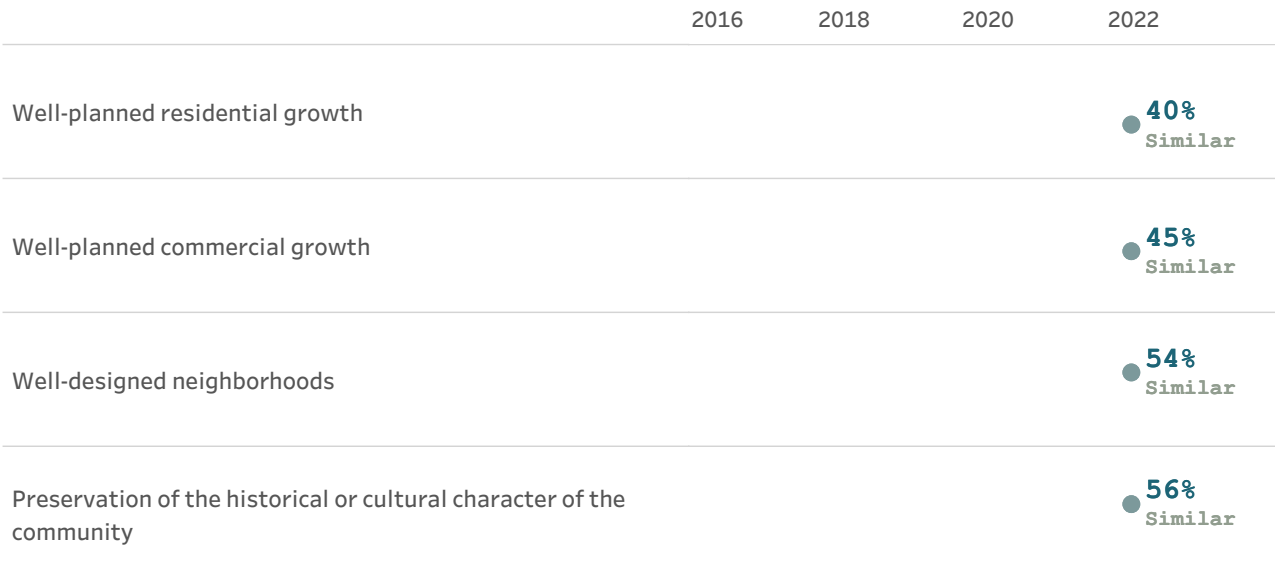 2016 2018 2020 2022
Well-planned residential growth
40%
Similar
Well-planned commercial growth
45%
Similar
Well-designed neighborhoods
54%
Similar
Preservation of the historical or cultural character of the
community
56%
Similar